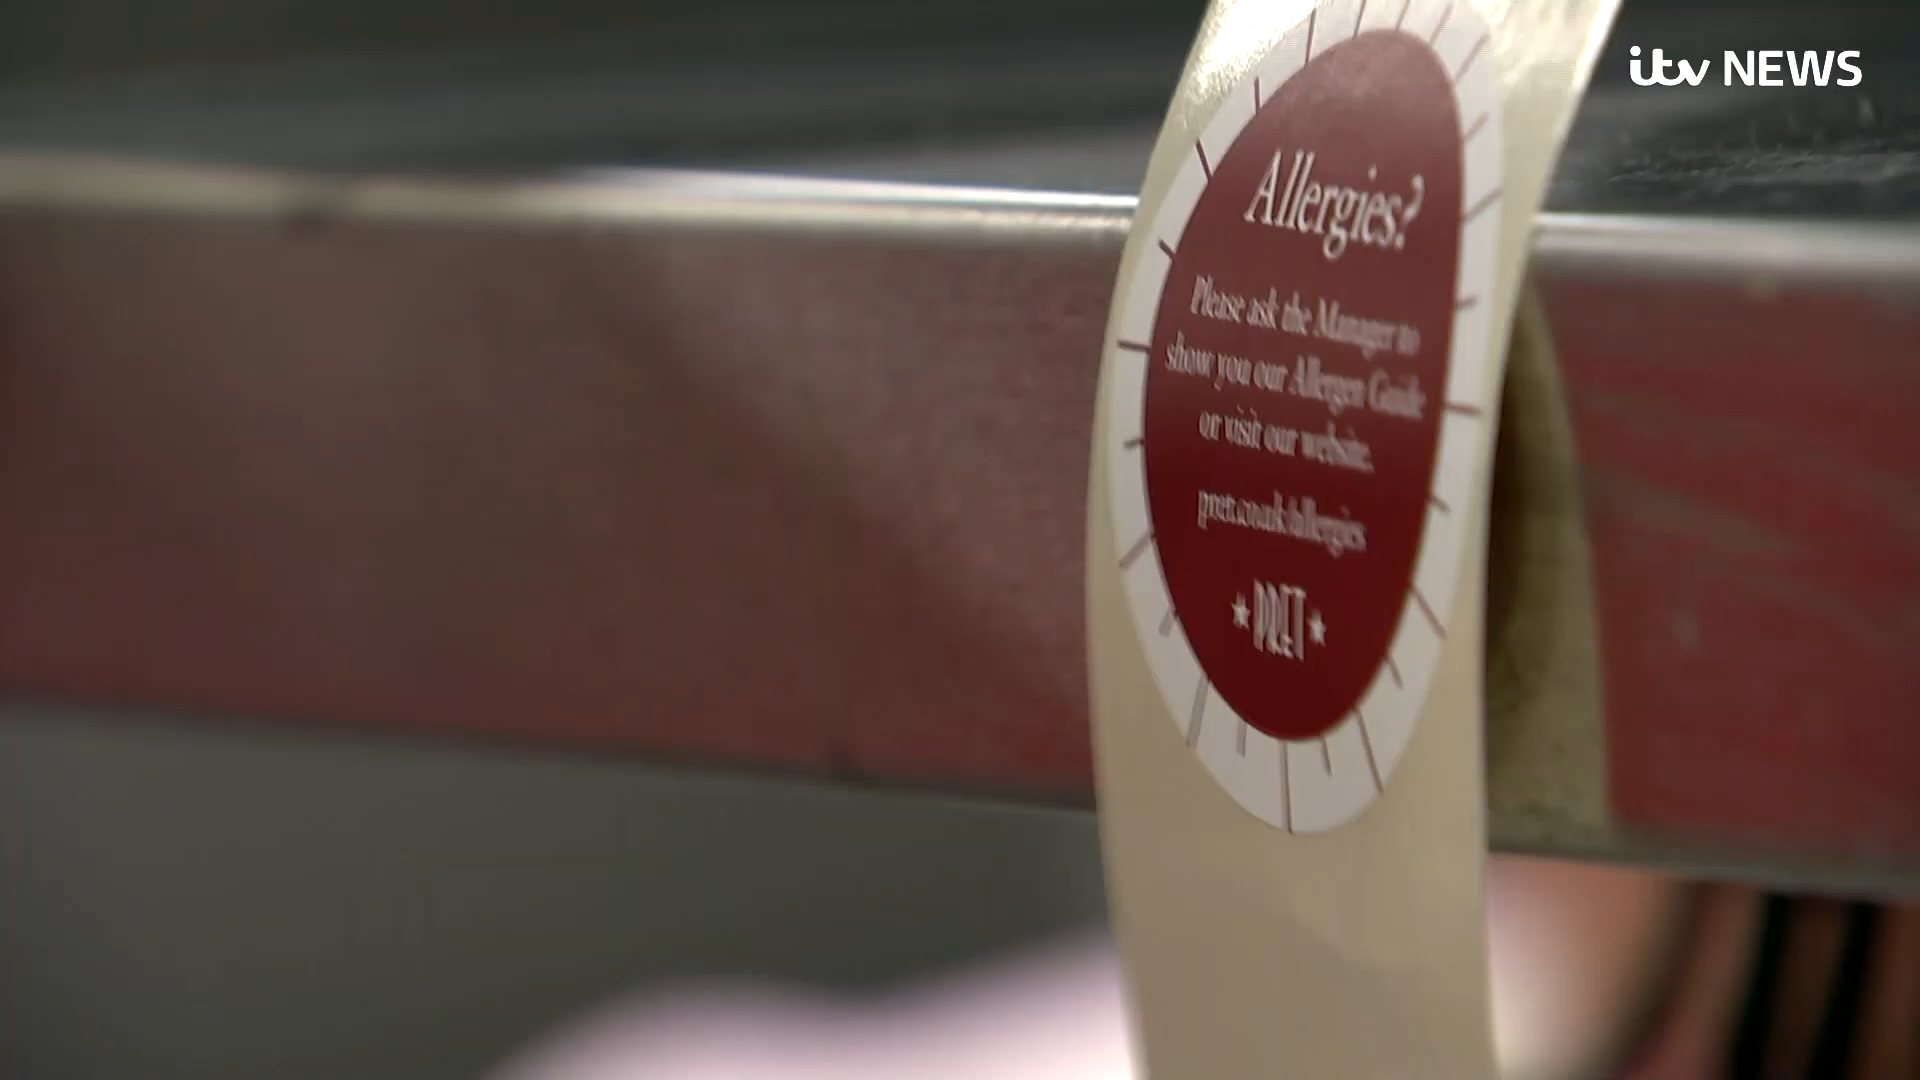 itv NEWS
Allergies?
Please ask the Manager to
show you our Allergen Guide
or visit our website.
pret.co.uk/allergies
★ PRET ★